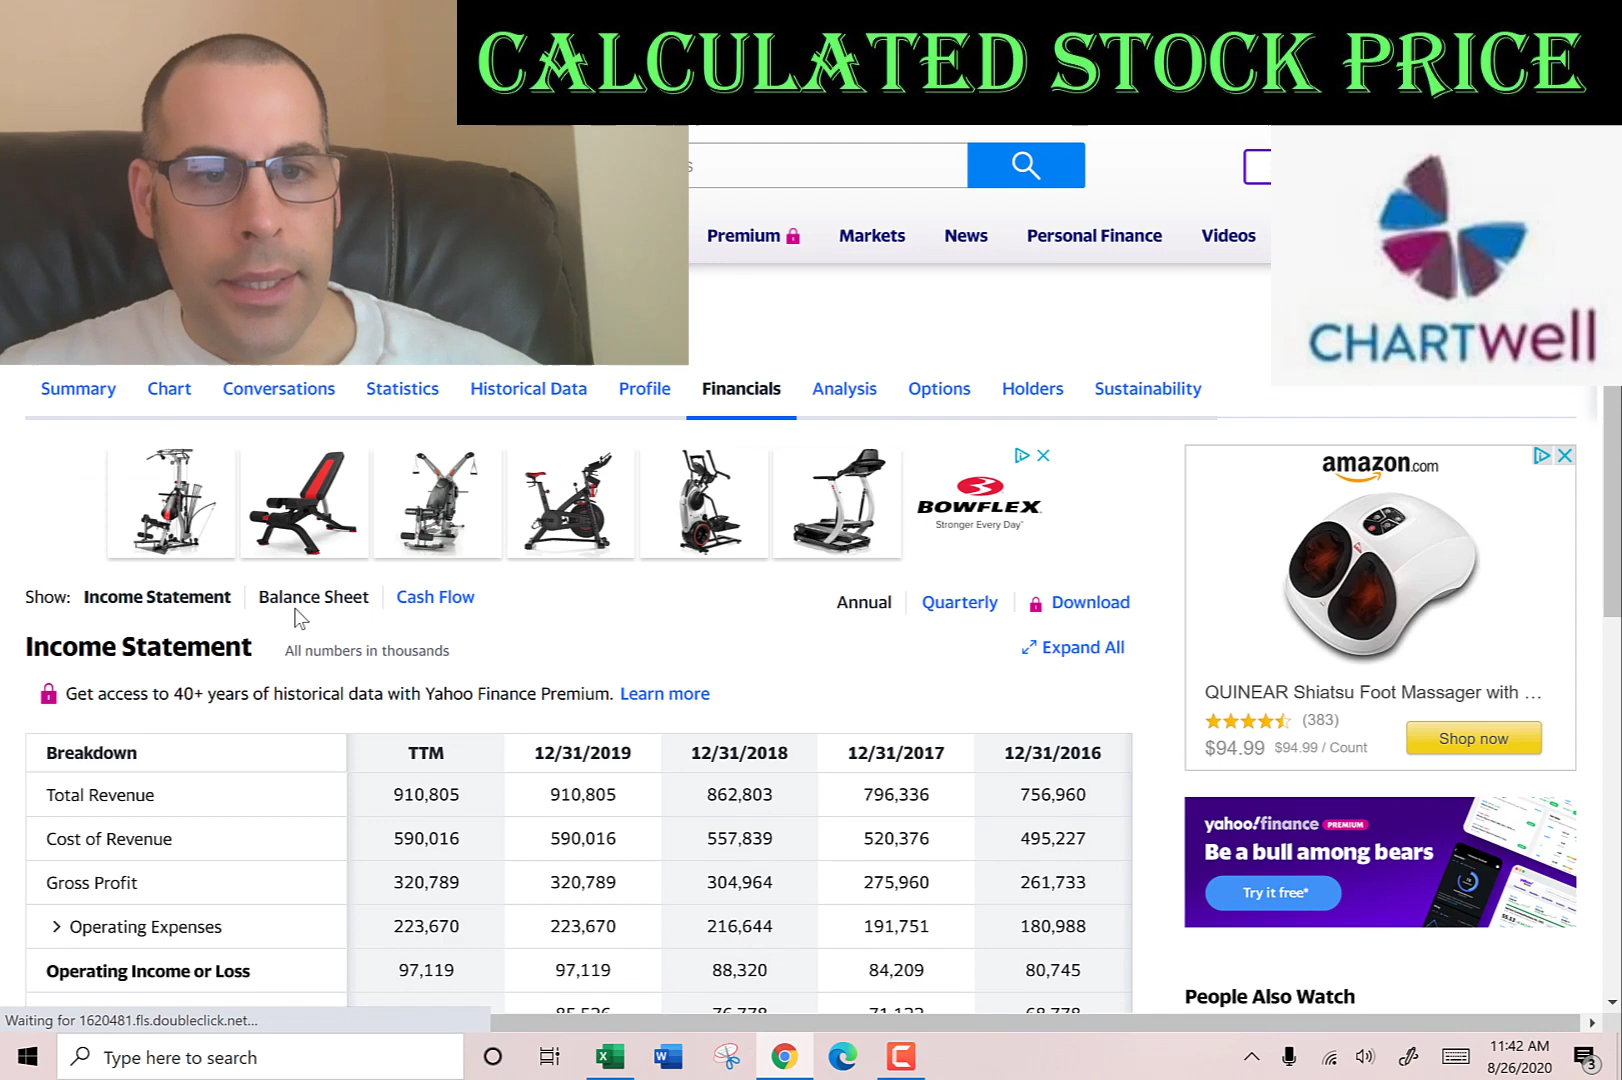 CALCULATED STOCK PRICE
s
Premium
Markets
News
Personal Finance
Videos
CHARTWELL
Summary
Chart
Conversations
Statistics
Historical Data
Profile
Financials
Analysis
Options
Holders
Sustainability
BOWFLEX
Stronger Every Day
amazon.com
Show: Income Statement
Balance Sheet
Cash Flow
Annual
Quarterly
Download
Income Statement All numbers in thousands
Expand All
Get access to 40+ years of historical data with Yahoo Finance Premium. Learn more
QUINEAR Shiatsu Foot Massager with ...
(383)
$94.99 $94.99 / Count
Shop now
Breakdown TTM 12/31/2019 12/31/2018 12/31/2017 12/31/2016
Total Revenue 910,805 910,805 862,803 796,336 756,960
Cost of Revenue 590,016 590,016 557,839 520,376 495,227
Gross Profit 320,789 320,789 304,964 275,960 261,733
Operating Expenses 223,670 223,670 216,644 191,751 180,988
Operating Income or Loss 97,119 97,119 88,320 84,209 80,745
yahoo!finance PREMIUM
Be a bull among bears
Try it free*
People Also Watch
Waiting for 1620481.fls.doubleclick.net...
Type here to search
11:42 AM
8/26/2020
3